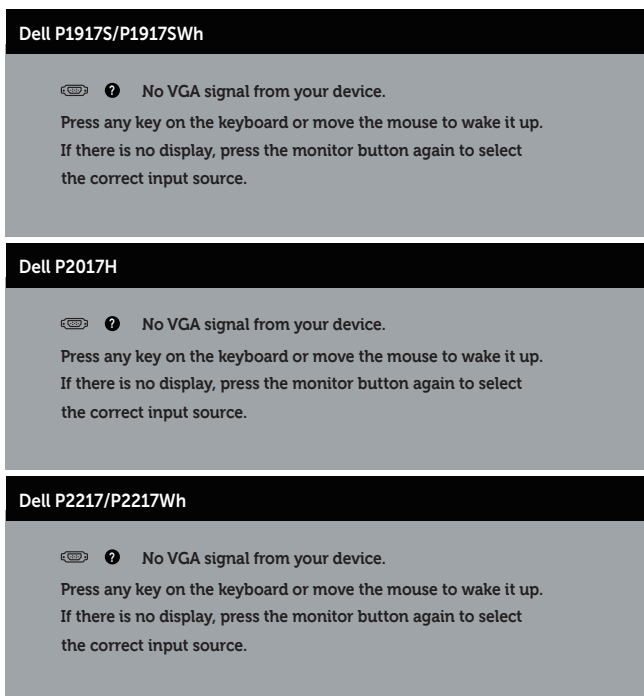 Dell P1917S/P1917SWh
? No VGA signal from your device.
Press any key on the keyboard or move the mouse to wake it up.
If there is no display, press the monitor button again to select
the correct input source.
Dell P2017H
? No VGA signal from your device.
Press any key on the keyboard or move the mouse to wake it up.
If there is no display, press the monitor button again to select
the correct input source.
Dell P2217/P2217Wh
? No VGA signal from your device.
Press any key on the keyboard or move the mouse to wake it up.
If there is no display, press the monitor button again to select
the correct input source.